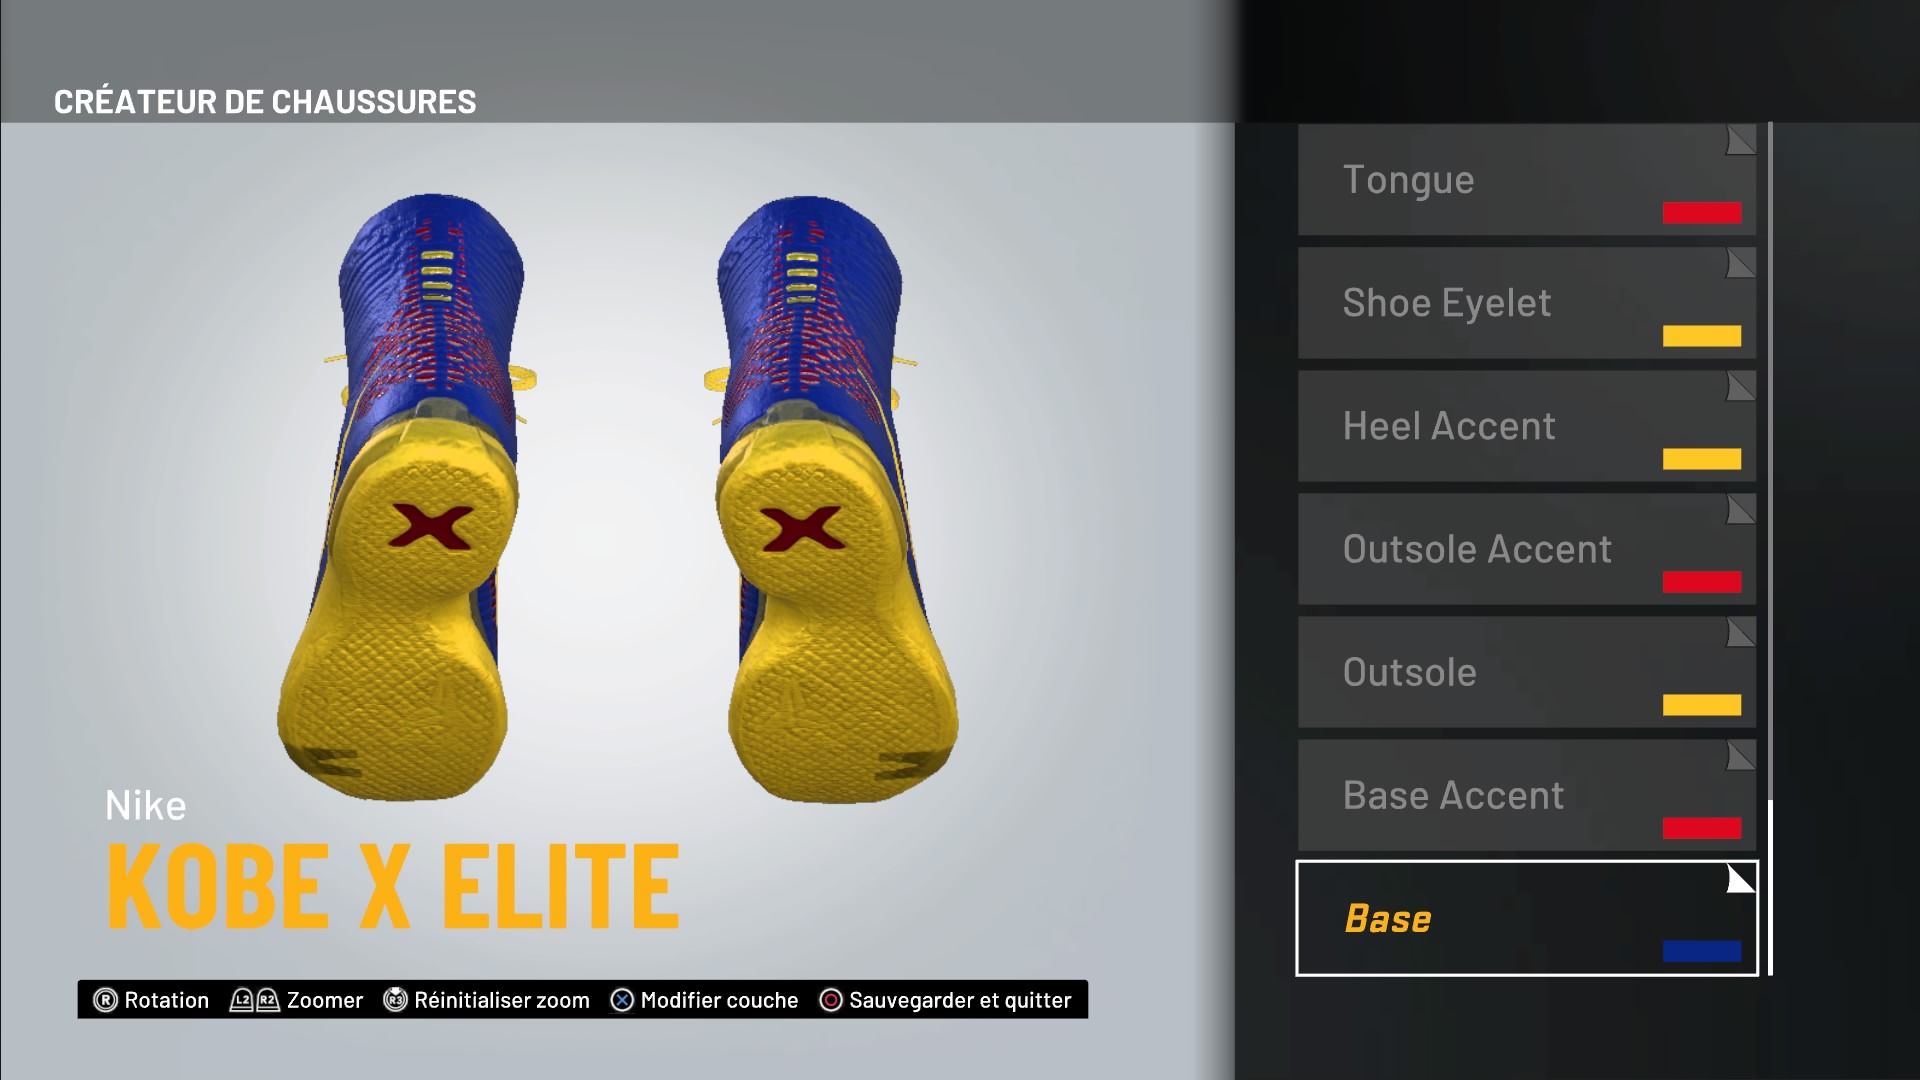 CRÉATEUR DE CHAUSSURES
Tongue
Shoe Eyelet
Heel Accent
Outsole Accent
Outsole
Base Accent
Base
Nike
KOBE X ELITE
R Rotation L2 R2 Zoomer R3 Réinitialiser zoom Modifier couche Sauvegarder et quitter